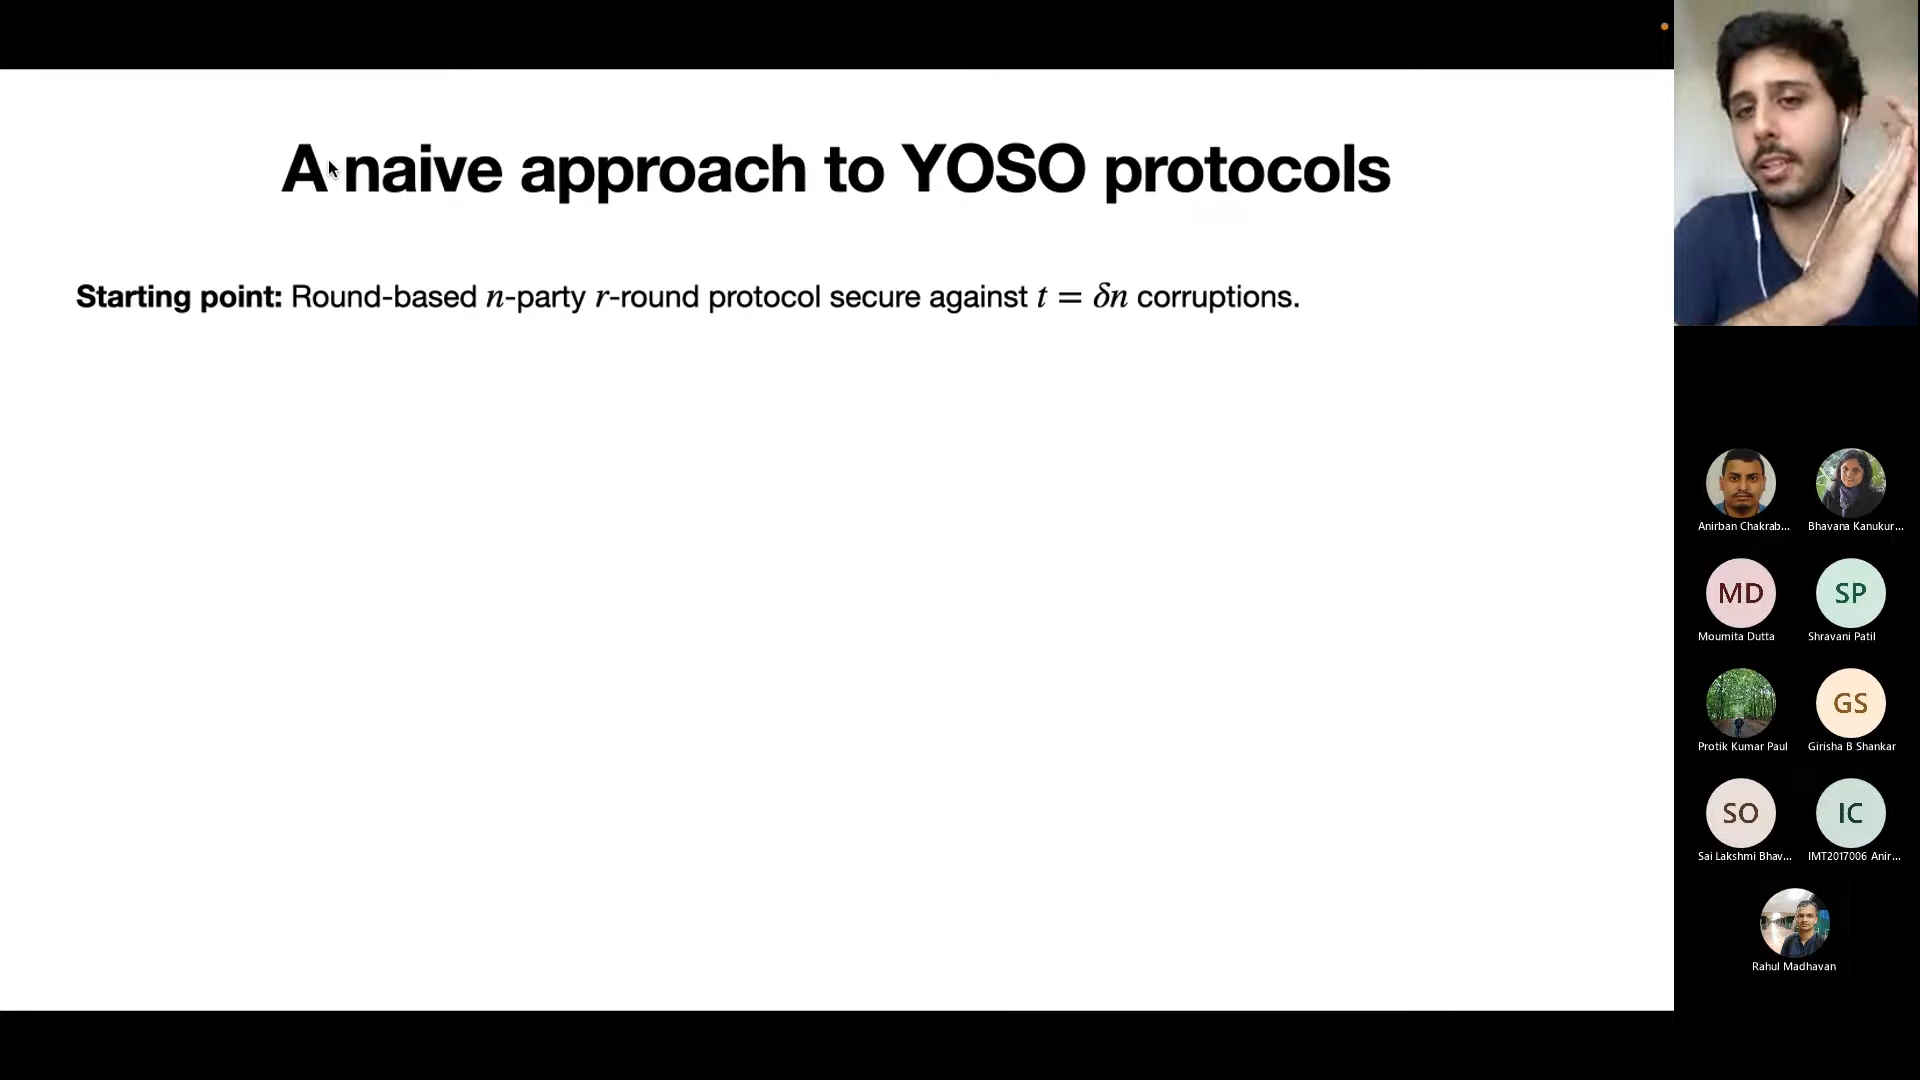 A naive approach to YOSO protocols
Starting point: Round-based n-party r-round protocol secure against t = δn corruptions.
Anirban Chakrab...
Bhavana Kanukur...
MD
SP
Moumita Dutta
Shravani Patil
GS
Protik Kumar Paul
Girisha B Shankar
SO
IC
Sai Lakshmi Bhav...
IMT2017006 Anir...
Rahul Madhavan